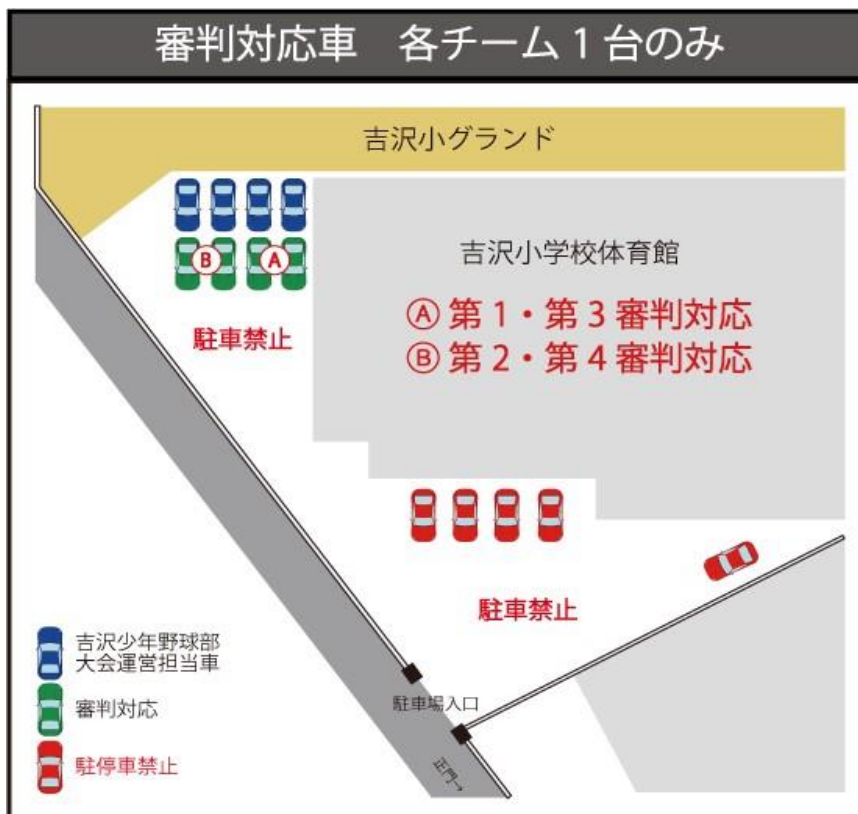 審判対応車 各チーム1台のみ
吉沢小グランド
吉沢小学校体育館
B
A
Ⓐ 第1・第3審判対応
Ⓑ 第2・第4審判対応
駐車禁止
駐車禁止
吉沢少年野球部
大会運営担当車
審判対応
駐停車禁止
駐車場入口
正門→